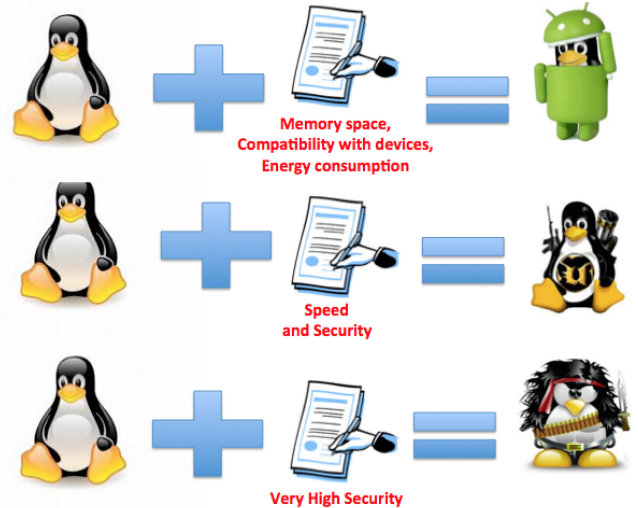 Memory space,
Compatibility with devices,
Energy consumption
Speed
and Security
Very High Security